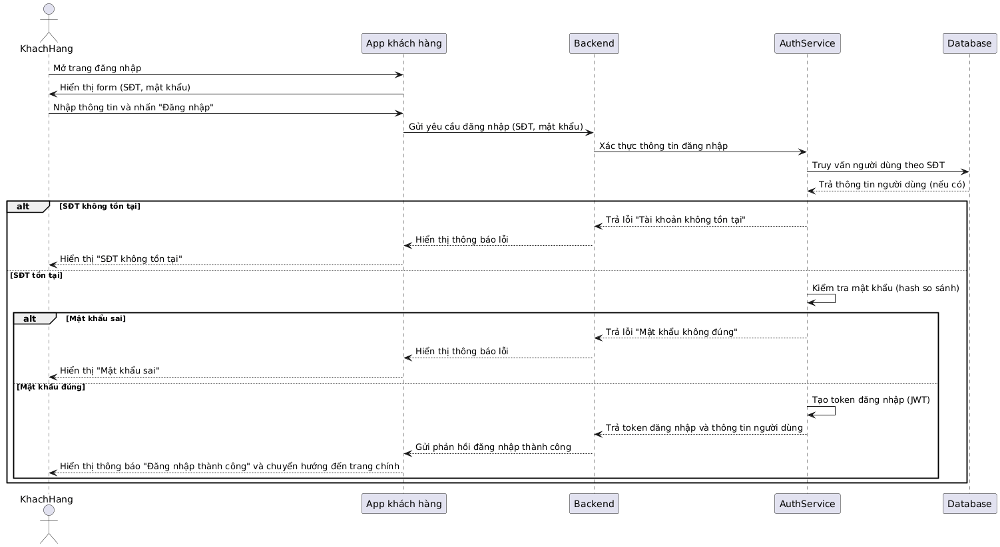 KhachHang
App khách hàng
Backend
AuthService
Database
Mở trang đăng nhập
Hiển thị form (SĐT, mật khẩu)
Nhập thông tin và nhấn "Đăng nhập"
Gửi yêu cầu đăng nhập (SĐT, mật khẩu)
Xác thực thông tin đăng nhập
Truy vấn người dùng theo SĐT
Trả thông tin người dùng (nếu có)
alt
[SĐT không tồn tại]
Trả lỗi "Tài khoản không tồn tại"
Hiển thị thông báo lỗi
Hiển thị "SĐT không tồn tại"
[SĐT tồn tại]
Kiểm tra mật khẩu (hash so sánh)
alt
[Mật khẩu sai]
Trả lỗi "Mật khẩu không đúng"
Hiển thị thông báo lỗi
Hiển thị "Mật khẩu sai"
[Mật khẩu đúng]
Tạo token đăng nhập (JWT)
Trả token đăng nhập và thông tin người dùng
Gửi phản hồi đăng nhập thành công
Hiển thị thông báo "Đăng nhập thành công" và chuyển hướng đến trang chính
KhachHang
App khách hàng
Backend
AuthService
Database